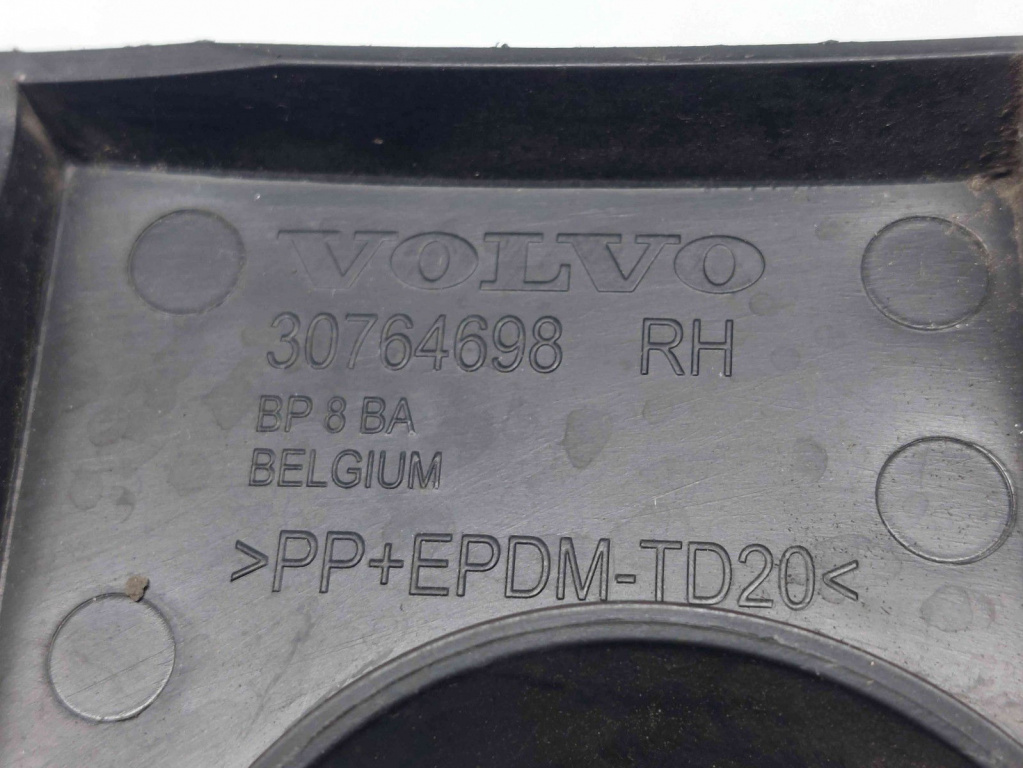 VOLVO
30764698 RH
BP 8 BA
BELGIUM
>PP+EPDM-TD20<